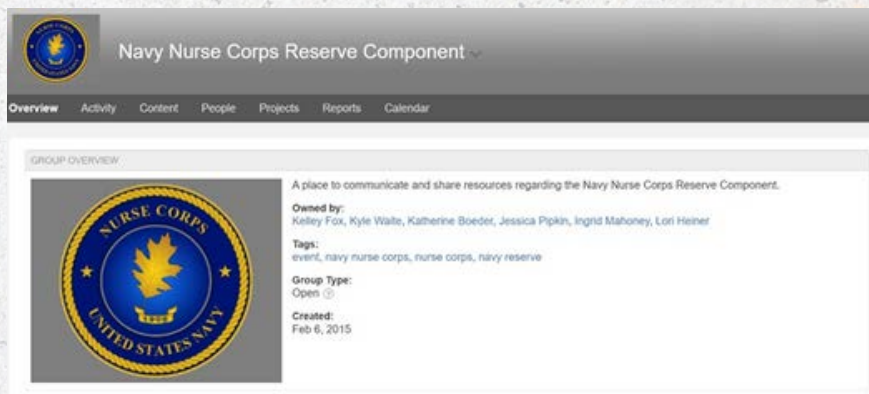 Navy Nurse Corps Reserve Component
Overview Activity Content People Projects Reports Calendar
GROUP OVERVIEW
NURSE CORPS
1908
UNITED STATES NAVY
A place to communicate and share resources regarding the Navy Nurse Corps Reserve Component.
Owned by:
Kelley Fox, Kyle Waite, Katherine Boeder, Jessica Pipkin, Ingrid Mahoney, Lori Heiner
Tags:
event, navy nurse corps, nurse corps, navy reserve
Group Type:
Open ?
Created:
Feb 6, 2015